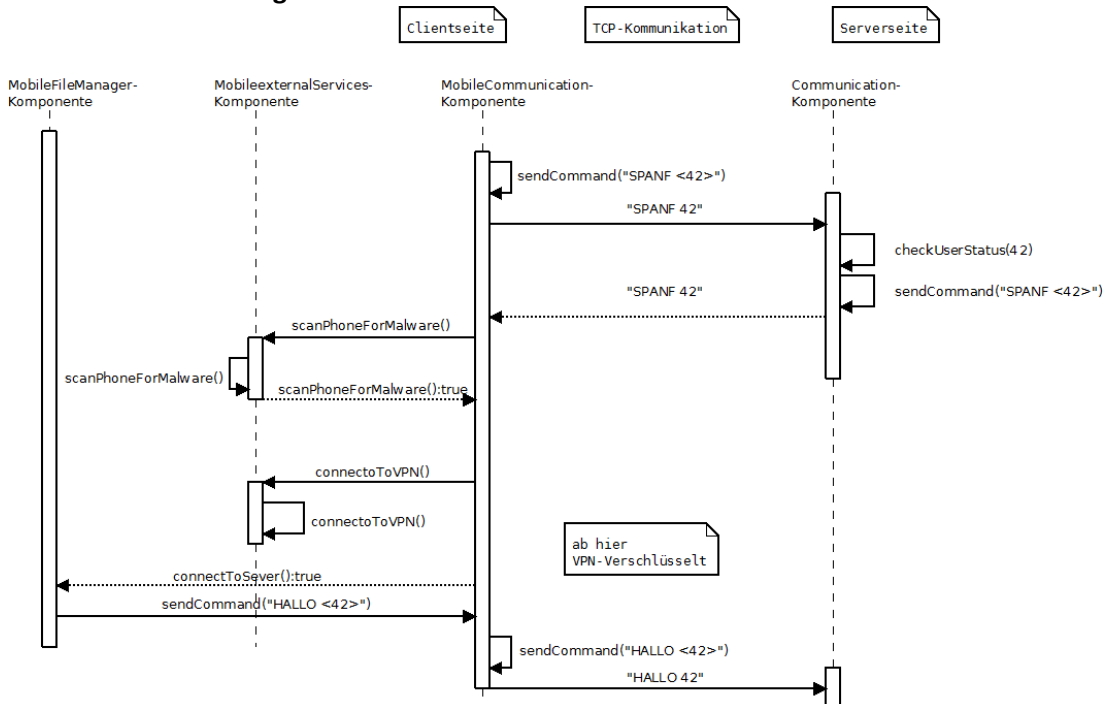 Clientseite
TCP-Kommunikation
Serverseite
MobileFileManager-
Komponente
MobileexternalServices-
Komponente
MobileCommunication-
Komponente
Communication-
Komponente
sendCommand("SPANF <42>")
"SPANF 42"
checkUserStatus(42)
sendCommand("SPANF <42>")
"SPANF 42"
scanPhoneForMalware()
scanPhoneForMalware()
scanPhoneForMalware():true
connectoToVPN()
connectoToVPN()
ab hier
VPN-Verschlüsselt
connectToSever():true
sendCommand("HALLO <42>")
sendCommand("HALLO <42>")
"HALLO 42"